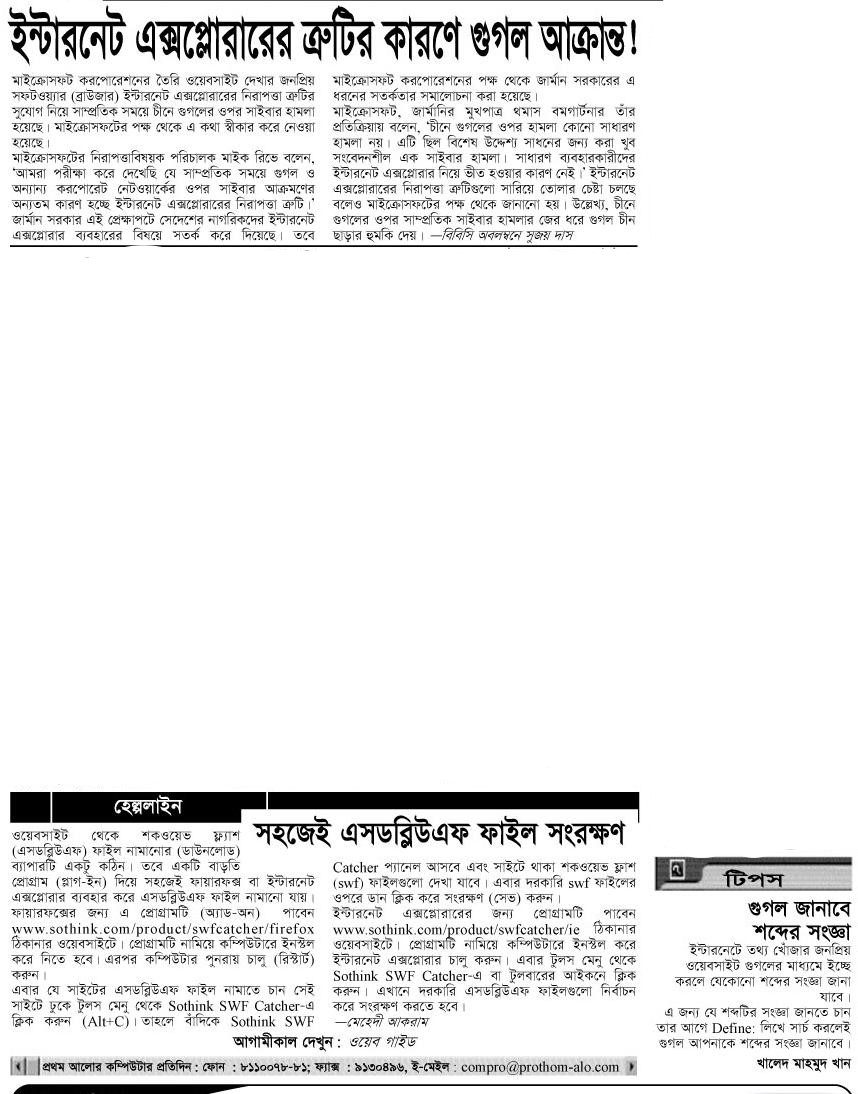 ইন্টারনেট এক্সপ্লোরারের ত্রুটির কারণে গুগল আক্রান্ত!
মাইক্রোসফট করপোরেশনের তৈরি ওয়েবসাইট দেখার জনপ্রিয়
সফটওয়্যার (ব্রাউজার) ইন্টারনেট এক্সপ্লোরারের নিরাপত্তা ত্রুটির
সুযোগ নিয়ে সাম্প্রতিক সময়ে চীনে গুগলের ওপর সাইবার হামলা
হয়েছে। মাইক্রোসফটের পক্ষ থেকে এ কথা স্বীকার করে নেওয়া
হয়েছে।
মাইক্রোসফটের নিরাপত্তাবিষয়ক পরিচালক মাইক রিভে বলেন,
‘আমরা পরীক্ষা করে দেখেছি যে সাম্প্রতিক সময়ে গুগল ও
অন্যান্য করপোরেট নেটওয়ার্কের ওপর সাইবার আক্রমণের
অন্যতম কারণ হচ্ছে ইন্টারনেট এক্সপ্লোরারের নিরাপত্তা ত্রুটি।’
জার্মান সরকার এই প্রেক্ষাপটে সেদেশের নাগরিকদের ইন্টারনেট
এক্সপ্লোরার ব্যবহারের বিষয়ে সতর্ক করে দিয়েছে। তবে
মাইক্রোসফট করপোরেশনের পক্ষ থেকে জার্মান সরকারের এ
ধরনের সতর্কতার সমালোচনা করা হয়েছে।
মাইক্রোসফট, জার্মানির মুখপাত্র থমাস বমগার্টনার তাঁর
প্রতিক্রিয়ায় বলেন, ‘চীনে গুগলের ওপর হামলা কোনো সাধারণ
হামলা নয়। এটি ছিল বিশেষ উদ্দেশ্য সাধনের জন্য করা খুব
সংবেদনশীল এক সাইবার হামলা। সাধারণ ব্যবহারকারীদের
ইন্টারনেট এক্সপ্লোরার নিয়ে ভীত হওয়ার কারণ নেই।’ ইন্টারনেট
এক্সপ্লোরারের নিরাপত্তা ত্রুটিগুলো সারিয়ে তোলার চেষ্টা চলছে
বলেও মাইক্রোসফটের পক্ষ থেকে জানানো হয়। উল্লেখ্য, চীনে
গুগলের ওপর সাম্প্রতিক সাইবার হামলার জের ধরে গুগল চীন
ছাড়ার হুমকি দেয়। —বিবিসি অবলম্বনে সুজয় দাস
হেল্পলাইন
সহজেই এসডব্লিউএফ ফাইল সংরক্ষণ
ওয়েবসাইট থেকে শকওয়েভ ফ্ল্যাশ
(এসডব্লিউএফ) ফাইল নামানোর (ডাউনলোড)
ব্যাপারটি একটু কঠিন। তবে একটি বাড়তি
প্রোগ্রাম (প্লাগ-ইন) দিয়ে সহজেই ফায়ারফক্স বা ইন্টারনেট
এক্সপ্লোরার ব্যবহার করে এসডব্লিউএফ ফাইল নামানো যায়।
ফায়ারফক্সের জন্য এ প্রোগ্রামটি (অ্যাড-অন) পাবেন
www.sothink.com/product/swfcatcher/firefox
ঠিকানার ওয়েবসাইটে। প্রোগ্রামটি নামিয়ে কম্পিউটারে ইনস্টল
করে নিতে হবে। এরপর কম্পিউটার পুনরায় চালু (রিস্টার্ট)
করুন।
এবার যে সাইটের এসডব্লিউএফ ফাইল নামাতে চান সেই
সাইটে ঢুকে টুলস মেনু থেকে Sothink SWF Catcher-এ
ক্লিক করুন (Alt+C)। তাহলে বাঁদিকে Sothink SWF
Catcher প্যানেল আসবে এবং সাইটে থাকা শকওয়েভ ফ্লাশ
(swf) ফাইলগুলো দেখা যাবে। এবার দরকারি swf ফাইলের
ওপরে ডান ক্লিক করে সংরক্ষণ (সেভ) করুন।
ইন্টারনেট এক্সপ্লোরারের জন্য প্রোগ্রামটি পাবেন
www.sothink.com/product/swfcatcher/ie ঠিকানার
ওয়েবসাইটে। প্রোগ্রামটি নামিয়ে কম্পিউটারে ইনস্টল করে
ইন্টারনেট এক্সপ্লোরার চালু করুন। এবার টুলস মেনু থেকে
Sothink SWF Catcher-এ বা টুলবারের আইকনে ক্লিক
করুন। এখানে দরকারি এসডব্লিউএফ ফাইলগুলো নির্বাচন
করে সংরক্ষণ করতে হবে।
—মেহেদী আকরাম
আগামীকাল দেখুন : ওয়েব গাইড
প্রথম আলোর কম্পিউটার প্রতিদিন : ফোন : ৮১১০০৭৮-৮১; ফ্যাক্স : ৯১৩০৪৯৬, ই-মেইল : compro@prothom-alo.com
টিপস
গুগল জানাবে
শব্দের সংজ্ঞা
ইন্টারনেটে তথ্য খোঁজার জনপ্রিয়
ওয়েবসাইট গুগলের মাধ্যমে ইচ্ছে
করলে যেকোনো শব্দের সংজ্ঞা জানা
যাবে।
এ জন্য যে শব্দটির সংজ্ঞা জানতে চান
তার আগে Define: লিখে সার্চ করলেই
গুগল আপনাকে শব্দের সংজ্ঞা জানাবে।
খালেদ মাহমুদ খান